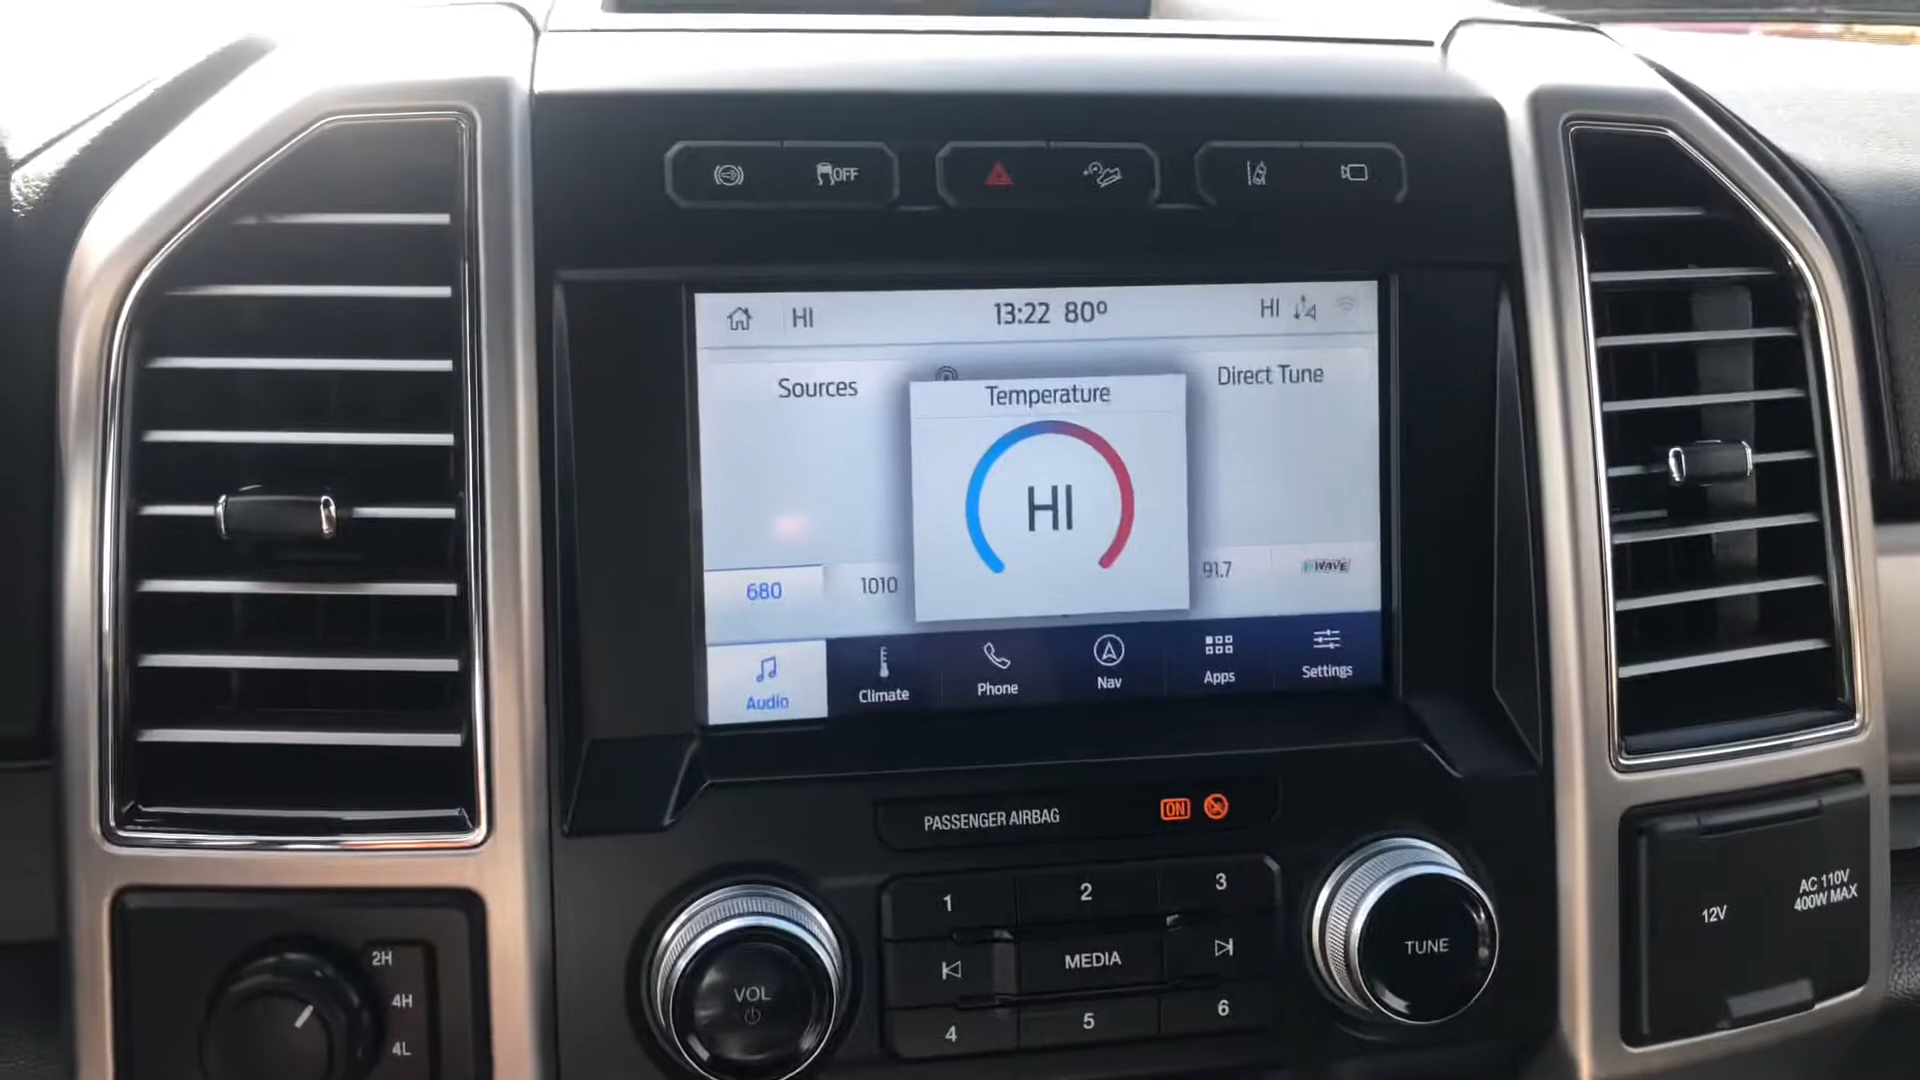 OFF
HI
13:22 80°
HI
Sources
Temperature
Direct Tune
HI
680
1010
91.7
WAVE
Audio
Climate
Phone
Nav
Apps
Settings
PASSENGER AIRBAG
ON
1
2
3
MEDIA
4
5
6
VOL
TUNE
2H
4H
4L
12V
AC 110V
400W MAX